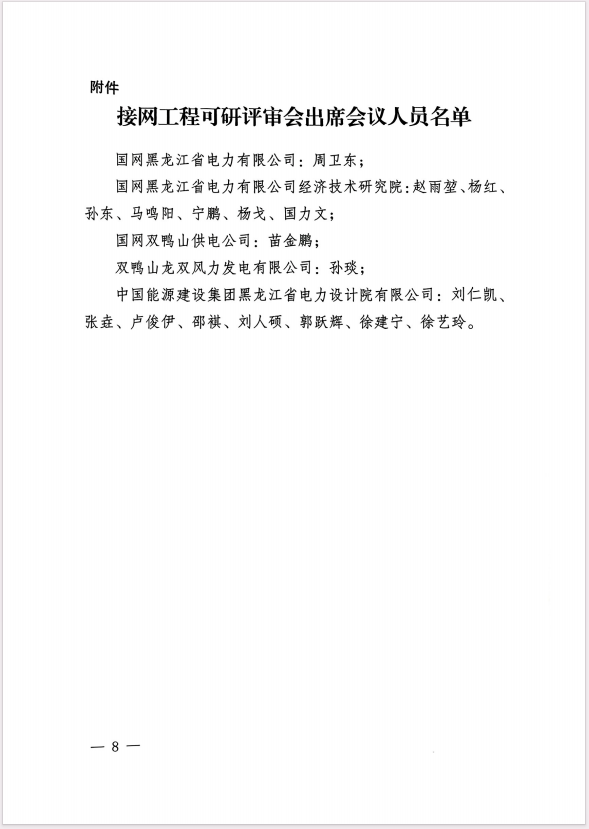 附件
接网工程可研评审会出席会议人员名单
国网黑龙江省电力有限公司：周卫东；
国网黑龙江省电力有限公司经济技术研究院：赵雨堃、杨红、
孙东、马鸣阳、宁鹏、杨戈、国力文；
国网双鸭山供电公司：苗金鹏；
双鸭山龙双风力发电有限公司：孙琰；
中国能源建设集团黑龙江省电力设计院有限公司：刘仁凯、
张垚、卢俊伊、邵祺、刘人硕、郭跃辉、徐建宁、徐艺玲。
— 8 —